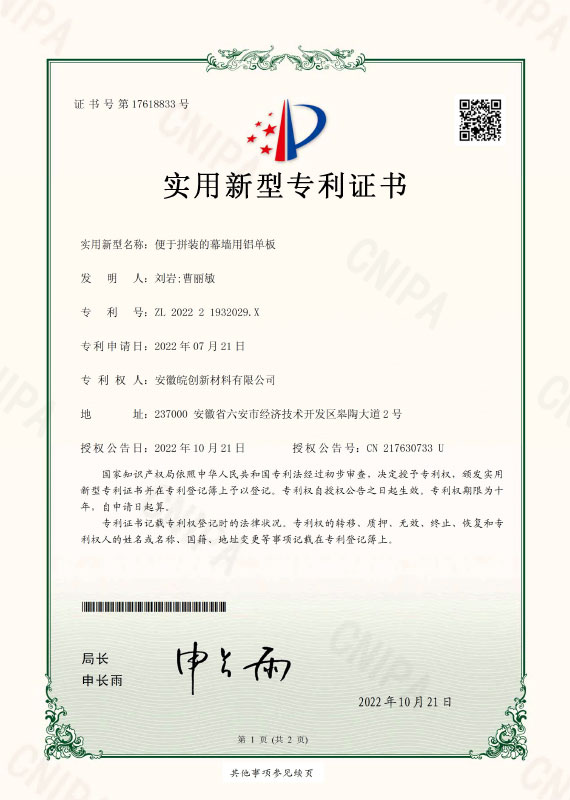 证书号第17618833号
实用新型专利证书
实用新型名称：便于拼装的幕墙用铝单板
发明人：刘岩;曹丽敏
专利号：ZL 2022 2 1932029.X
专利申请日：2022年07月21日
专利权人：安徽皖创新材料有限公司
地址：237000 安徽省六安市经济技术开发区皋陶大道2号
授权公告日：2022年10月21日 授权公告号：CN 217630733 U
国家知识产权局依照中华人民共和国专利法经过初步审查，决定授予专利权，颁发实用
新型专利证书并在专利登记簿上予以登记。专利权自授权公告之日起生效。专利权期限为十
年，自申请日起算。
专利证书记载专利权登记时的法律状况。专利权的转移、质押、无效、终止、恢复和专
利权人的姓名或名称、国籍、地址变更等事项记载在专利登记簿上。
局长
申长雨
申长雨
2022年10月21日
第 1 页 (共 2 页)
其他事项参见续页
CNIPA
CNIPA
CNIPA
CNIPA
CNIPA
CNIPA